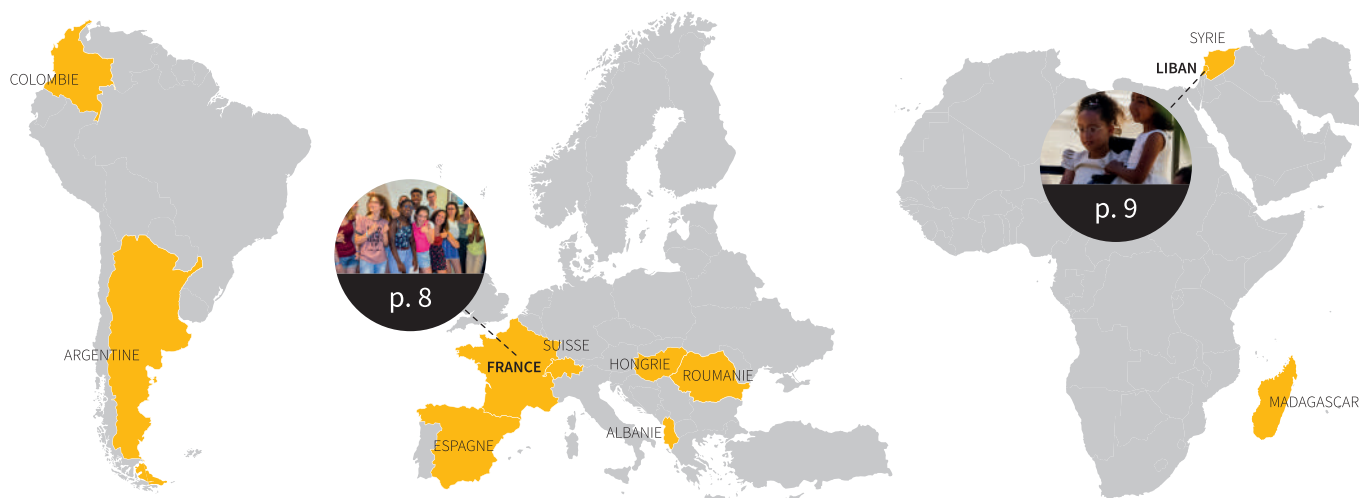 COLOMBIE
ARGENTINE
p. 8
FRANCE
SUISSE
HONGRIE
ROUMANIE
ALBANIE
ESPAGNE
SYRIE
LIBAN
p. 9
MADAGASCAR